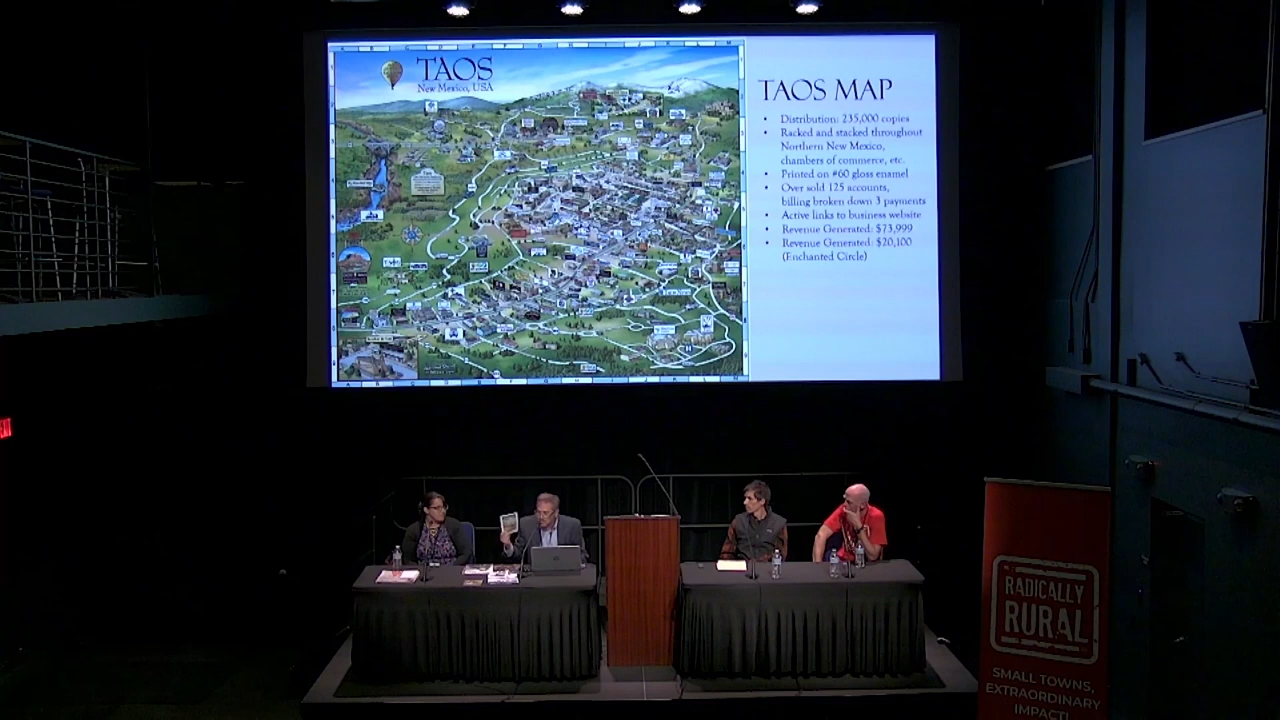 TAOS
New Mexico, USA
TAOS MAP
• Distribution: 235,000 copies
• Racked and stacked throughout
Northern New Mexico,
chambers of commerce, etc.
• Printed on #60 gloss enamel
• Over sold 125 accounts,
billing broken down 3 payments
• Active links to business website
• Revenue Generated: $73,999
• Revenue Generated: $20,100
(Enchanted Circle)
RADICALLY
RURAL
SMALL TOWNS,
EXTRAORDINARY
IMPACT!